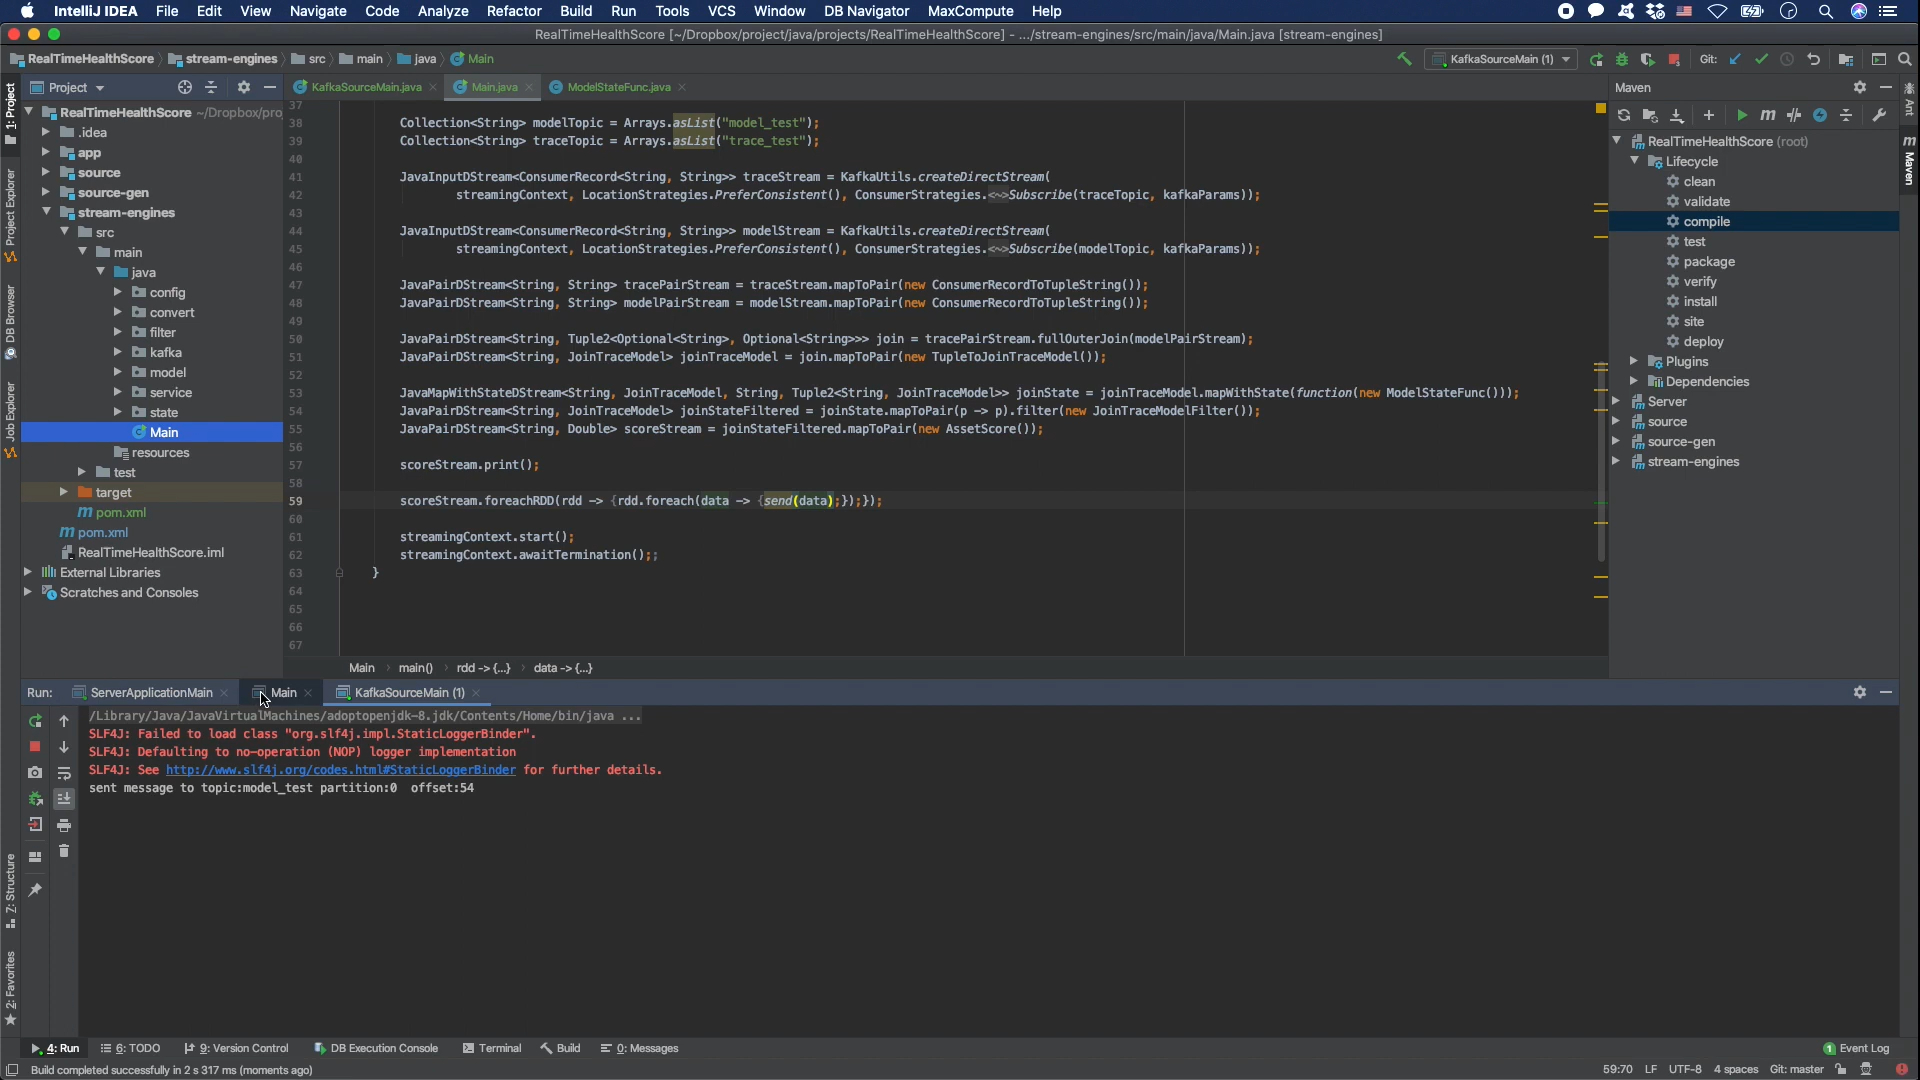 IntelliJ IDEA File Edit View Navigate Code Analyze Refactor Build Run Tools VCS Window DB Navigator MaxCompute Help
RealTimeHealthScore [~/Dropbox/project/java/projects/RealTimeHealthScore] - .../stream-engines/src/main/java/Main.java [stream-engines]
RealTimeHealthScore stream-engines src main java Main
KafkaSourceMain (1) Git:
Project
KafkaSourceMain.java Main.java ModelStateFunc.java
Maven
RealTimeHealthScore ~/Dropbox/pro
.idea
app
source
source-gen
stream-engines
src
main
java
config
convert
filter
kafka
model
service
state
Main
resources
test
target
pom.xml
pom.xml
RealTimeHealthScore.iml
External Libraries
Scratches and Consoles
1: Project
Project Explorer
DB Browser
Job Explorer
Z: Structure
2: Favorites
37
38 Collection<String> modelTopic = Arrays.asList("model_test");
39 Collection<String> traceTopic = Arrays.asList("trace_test");
40
41 JavaInputDStream<ConsumerRecord<String, String>> traceStream = KafkaUtils.createDirectStream(
42 streamingContext, LocationStrategies.PreferConsistent(), ConsumerStrategies.<~>Subscribe(traceTopic, kafkaParams));
43
44 JavaInputDStream<ConsumerRecord<String, String>> modelStream = KafkaUtils.createDirectStream(
45 streamingContext, LocationStrategies.PreferConsistent(), ConsumerStrategies.<~>Subscribe(modelTopic, kafkaParams));
46
47 JavaPairDStream<String, String> tracePairStream = traceStream.mapToPair(new ConsumerRecordToTupleString());
48 JavaPairDStream<String, String> modelPairStream = modelStream.mapToPair(new ConsumerRecordToTupleString());
49
50 JavaPairDStream<String, Tuple2<Optional<String>, Optional<String>>> join = tracePairStream.fullOuterJoin(modelPairStream);
51 JavaPairDStream<String, JoinTraceModel> joinTraceModel = join.mapToPair(new TupleToJoinTraceModel());
52
53 JavaMapWithStateDStream<String, JoinTraceModel, String, Tuple2<String, JoinTraceModel>> joinState = joinTraceModel.mapWithState(function(new ModelStateFunc()));
54 JavaPairDStream<String, JoinTraceModel> joinStateFiltered = joinState.mapToPair(p -> p).filter(new JoinTraceModelFilter());
55 JavaPairDStream<String, Double> scoreStream = joinStateFiltered.mapToPair(new AssetScore());
56
57 scoreStream.print();
58
59 scoreStream.foreachRDD(rdd -> {rdd.foreach(data -> {send(data);});});
60
61 streamingContext.start();
62 streamingContext.awaitTermination();;
63 }
64
65
66
67
Main main() rdd -> {...} data -> {...}
RealTimeHealthScore (root)
Lifecycle
clean
validate
compile
test
package
verify
install
site
deploy
Plugins
Dependencies
Server
source
source-gen
stream-engines
Ant
Maven
Run: ServerApplicationMain Main KafkaSourceMain (1)
/Library/Java/JavaVirtualMachines/adoptopenjdk-8.jdk/Contents/Home/bin/java ...
SLF4J: Failed to load class "org.slf4j.impl.StaticLoggerBinder".
SLF4J: Defaulting to no-operation (NOP) logger implementation
SLF4J: See http://www.slf4j.org/codes.html#StaticLoggerBinder for further details.
sent message to topic:model_test partition:0 offset:54
4: Run 6: TODO 9: Version Control DB Execution Console Terminal Build 0: Messages 1 Event Log
Build completed successfully in 2 s 317 ms (moments ago) 59:70 LF UTF-8 4 spaces Git: master